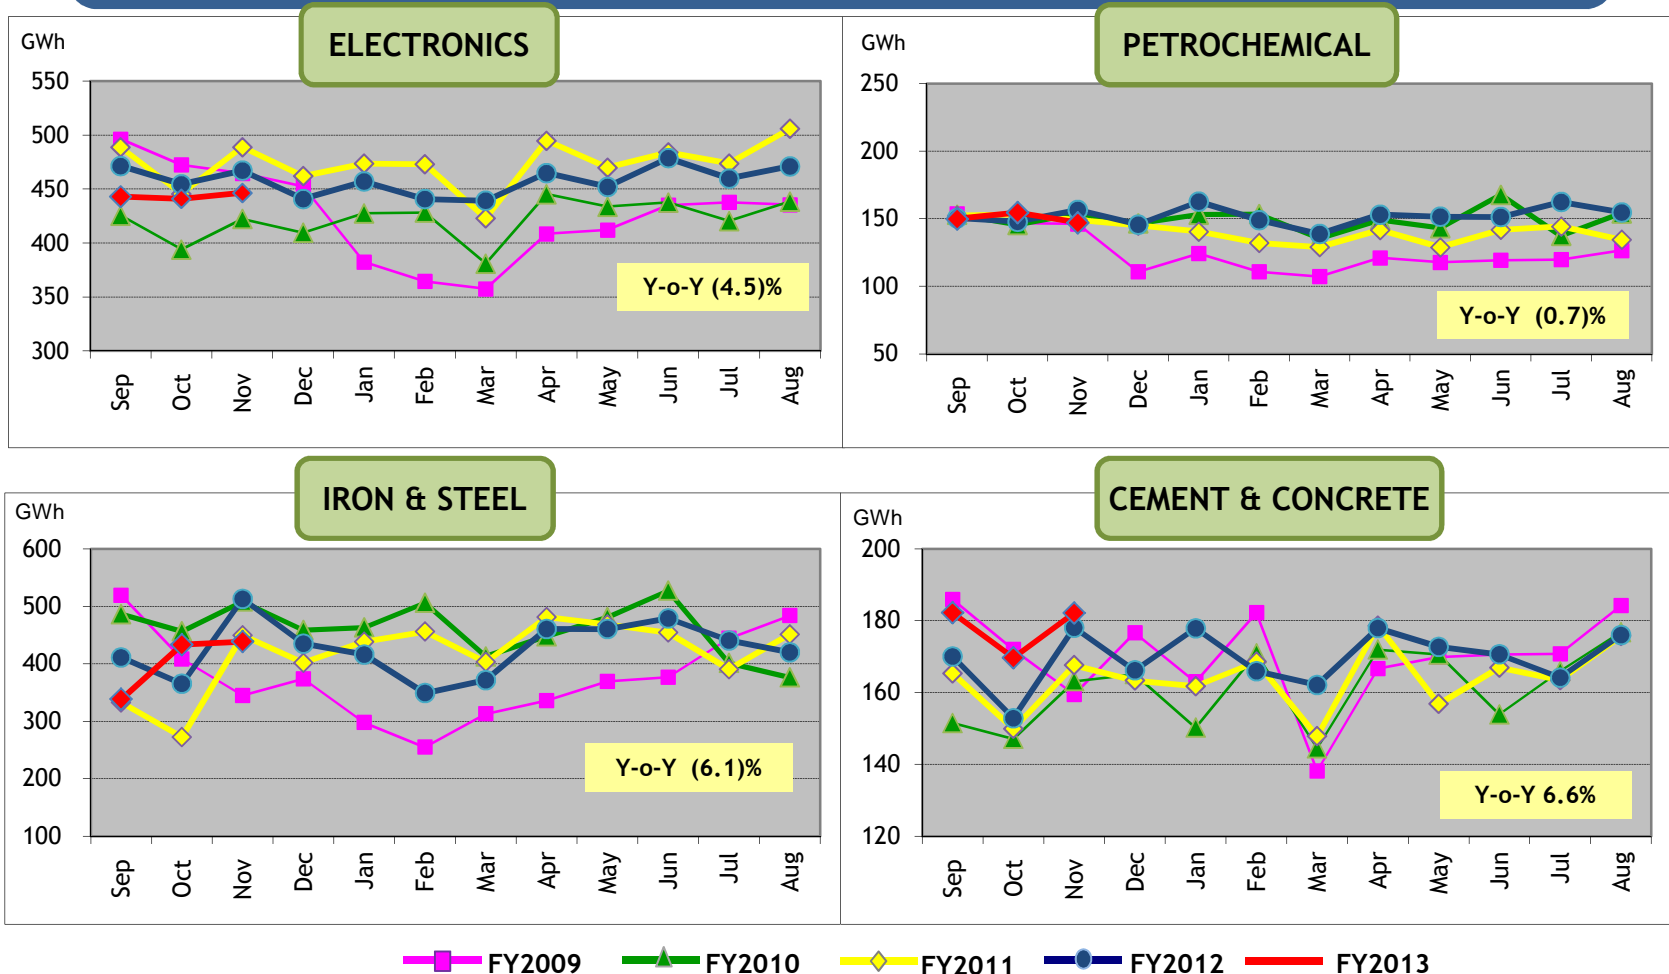 ELECTRONICS
GWh
550
500
450
400
350
300
Sep Oct Nov Dec Jan Feb Mar Apr May Jun Jul Aug
Y-o-Y (4.5)%
PETROCHEMICAL
GWh
250
200
150
100
50
Sep Oct Nov Dec Jan Feb Mar Apr May Jun Jul Aug
Y-o-Y (0.7)%
IRON & STEEL
GWh
600
500
400
300
200
100
Sep Oct Nov Dec Jan Feb Mar Apr May Jun Jul Aug
Y-o-Y (6.1)%
CEMENT & CONCRETE
GWh
200
180
160
140
120
Sep Oct Nov Dec Jan Feb Mar Apr May Jun Jul Aug
Y-o-Y 6.6%
FY2009 FY2010 FY2011 FY2012 FY2013